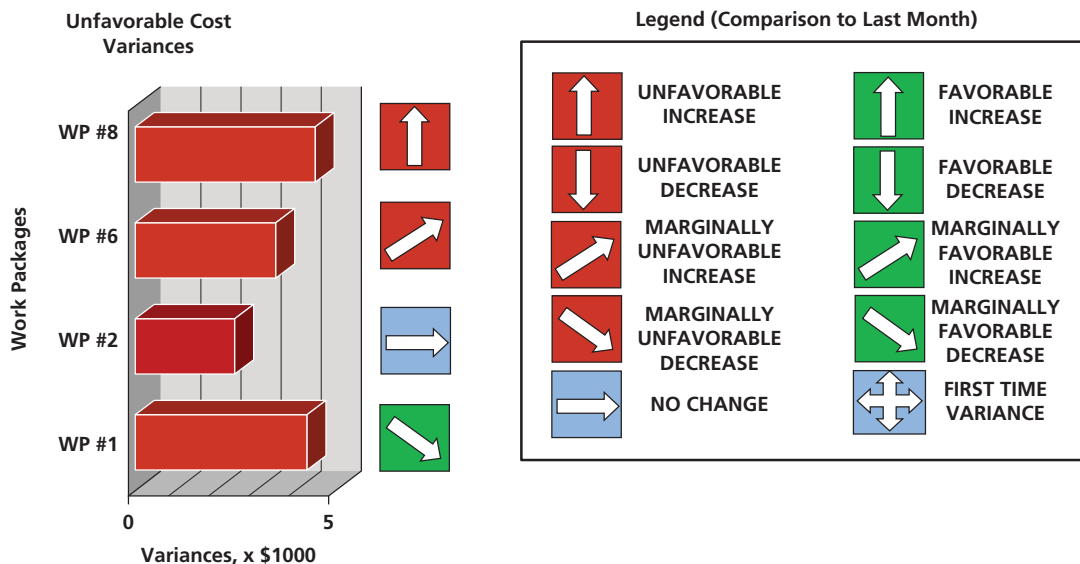 Unfavorable Cost
Variances
Work Packages
WP #8
WP #6
WP #2
WP #1
0
5
Variances, x $1000
Legend (Comparison to Last Month)
UNFAVORABLE
INCREASE
FAVORABLE
INCREASE
UNFAVORABLE
DECREASE
FAVORABLE
DECREASE
MARGINALLY
UNFAVORABLE
INCREASE
MARGINALLY
FAVORABLE
INCREASE
MARGINALLY
UNFAVORABLE
DECREASE
MARGINALLY
FAVORABLE
DECREASE
NO CHANGE
FIRST TIME
VARIANCE